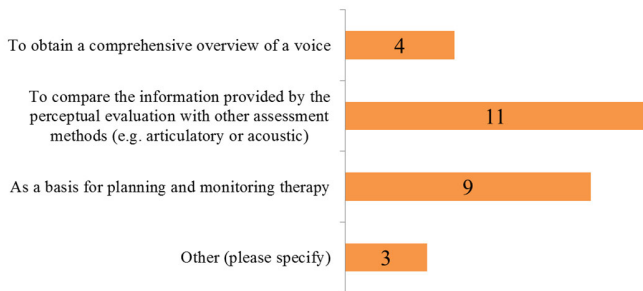 To obtain a comprehensive overview of a voice
4
To compare the information provided by the
perceptual evaluation with other assessment
methods (e.g. articulatory or acoustic)
11
As a basis for planning and monitoring therapy
9
Other (please specify)
3